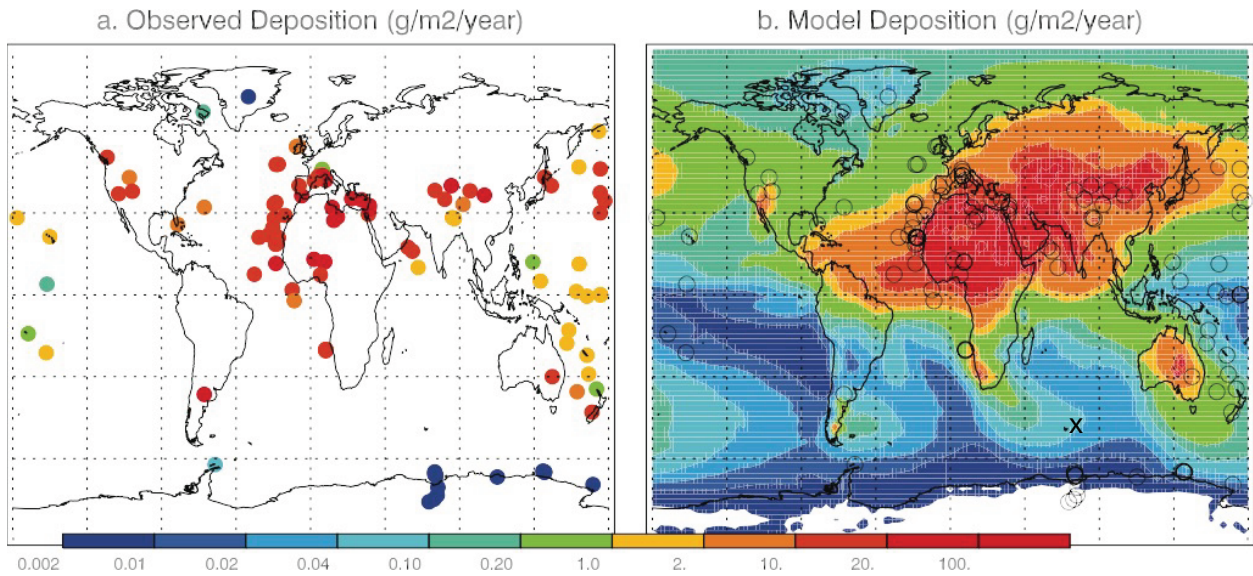 a. Observed Deposition (g/m2/year)
b. Model Deposition (g/m2/year)
X
0.002 0.01 0.02 0.04 0.10 0,20 1.0 2. 10. 20. 100.